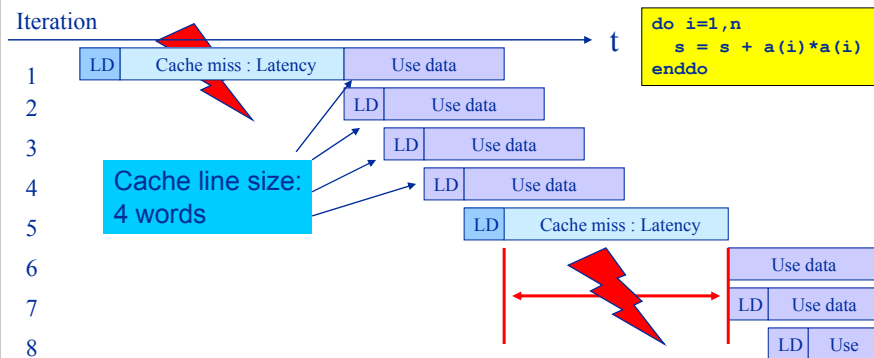 Iteration
t
do i=1,n
s = s + a(i)*a(i)
enddo
1
LD
Cache miss : Latency
Use data
2
LD
Use data
3
LD
Use data
4
LD
Use data
Cache line size:
4 words
5
LD
Cache miss : Latency
6
Use data
7
LD
Use data
8
LD
Use